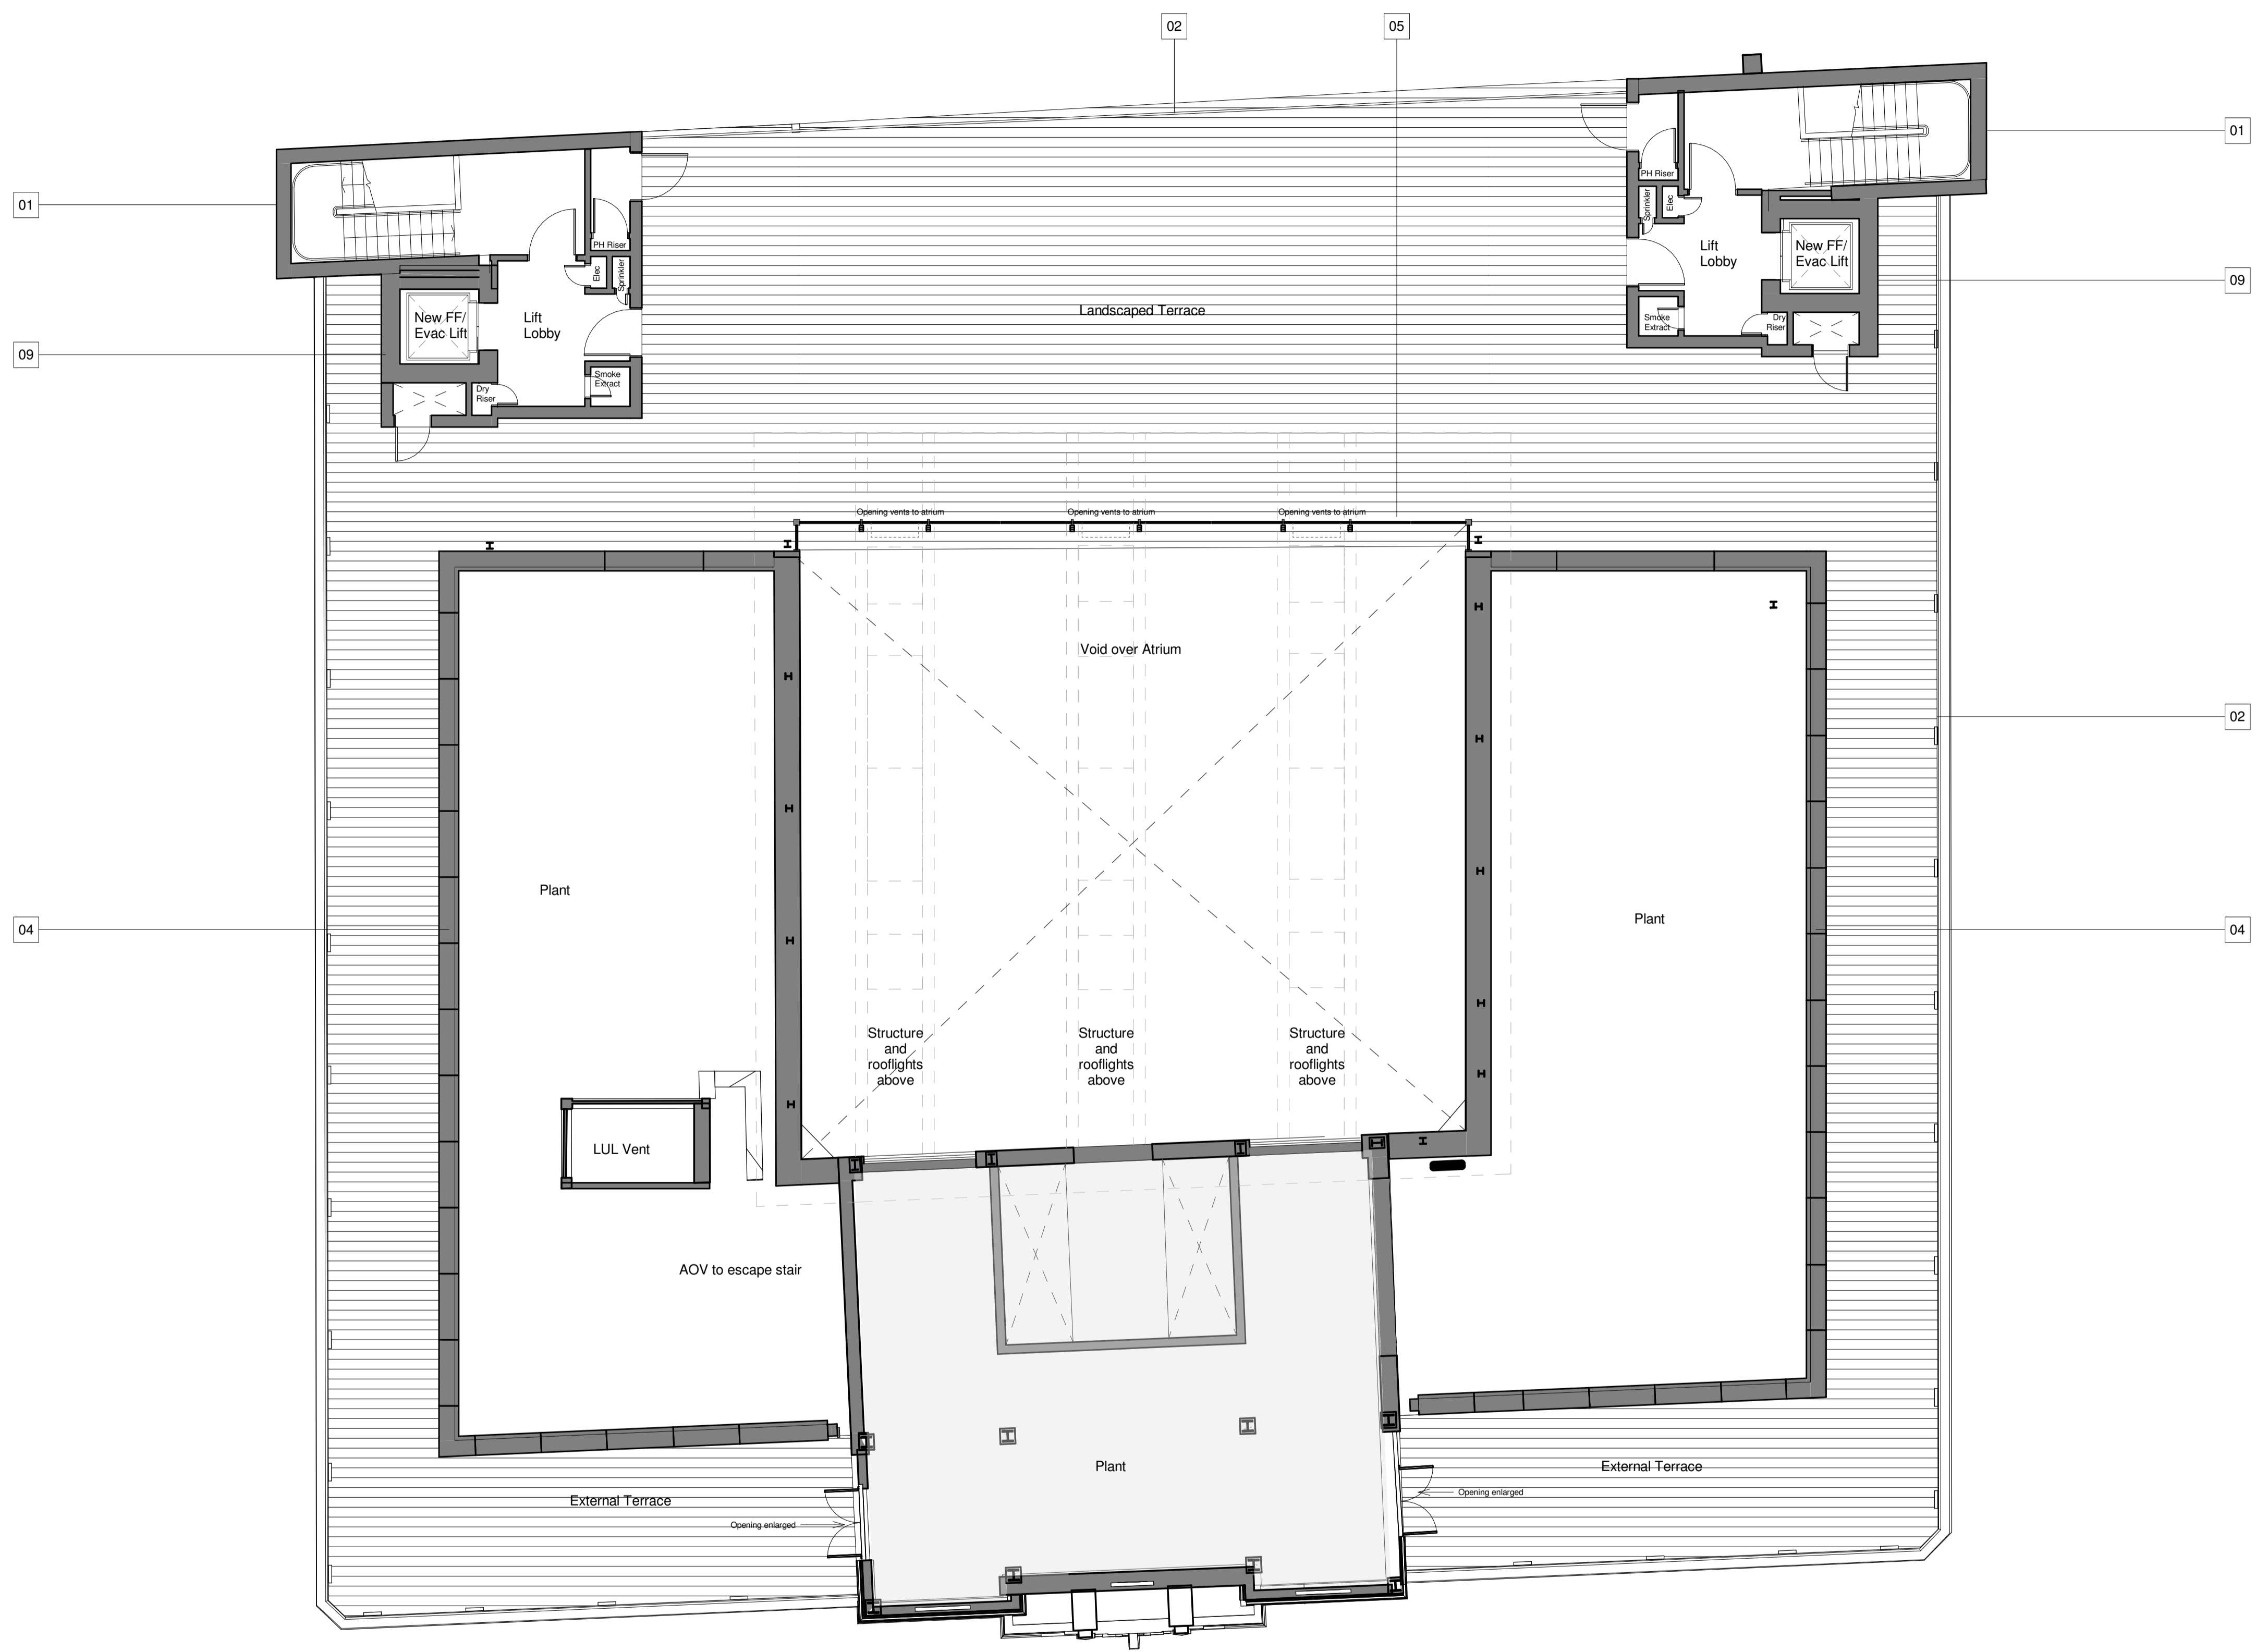 02
05
01
01
PH Riser
Sprinkler
Elec
Lift
Lobby
New FF/
Evac Lift
Smoke
Extract
Dry
Riser
09
PH Riser
Elec
Sprinkler
New FF/
Evac Lift
Lift
Lobby
Smoke
Extract
Dry
Riser
09
Landscaped Terrace
Opening vents to atrium
Opening vents to atrium
Opening vents to atrium
Void over Atrium
02
Plant
Plant
04
04
Structure
and
rooflights
above
Structure
and
rooflights
above
Structure
and
rooflights
above
LUL Vent
AOV to escape stair
Plant
External Terrace
External Terrace
Opening enlarged
Opening enlarged